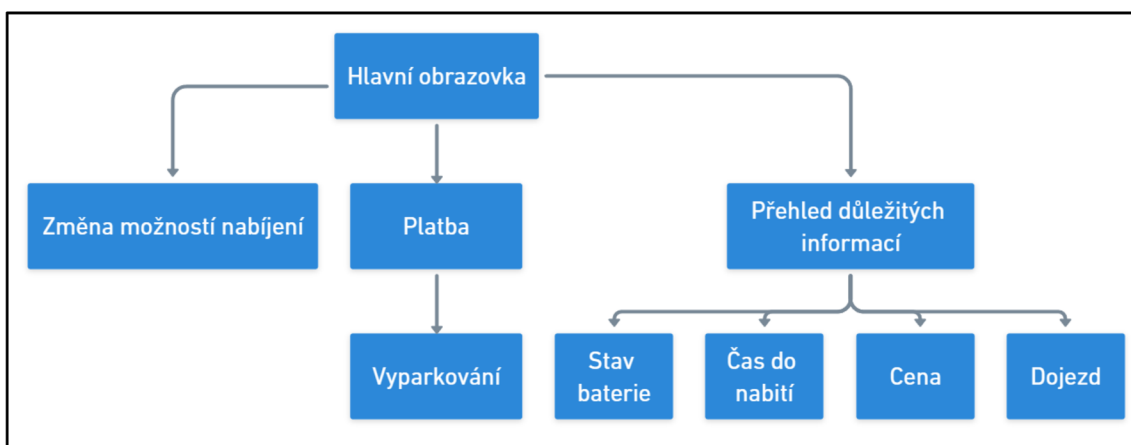 Hlavní obrazovka
Změna možností nabíjení
Platba
Přehled důležitých
informací
Vyparkování
Stav
baterie
Čas do
nabití
Cena
Dojezd